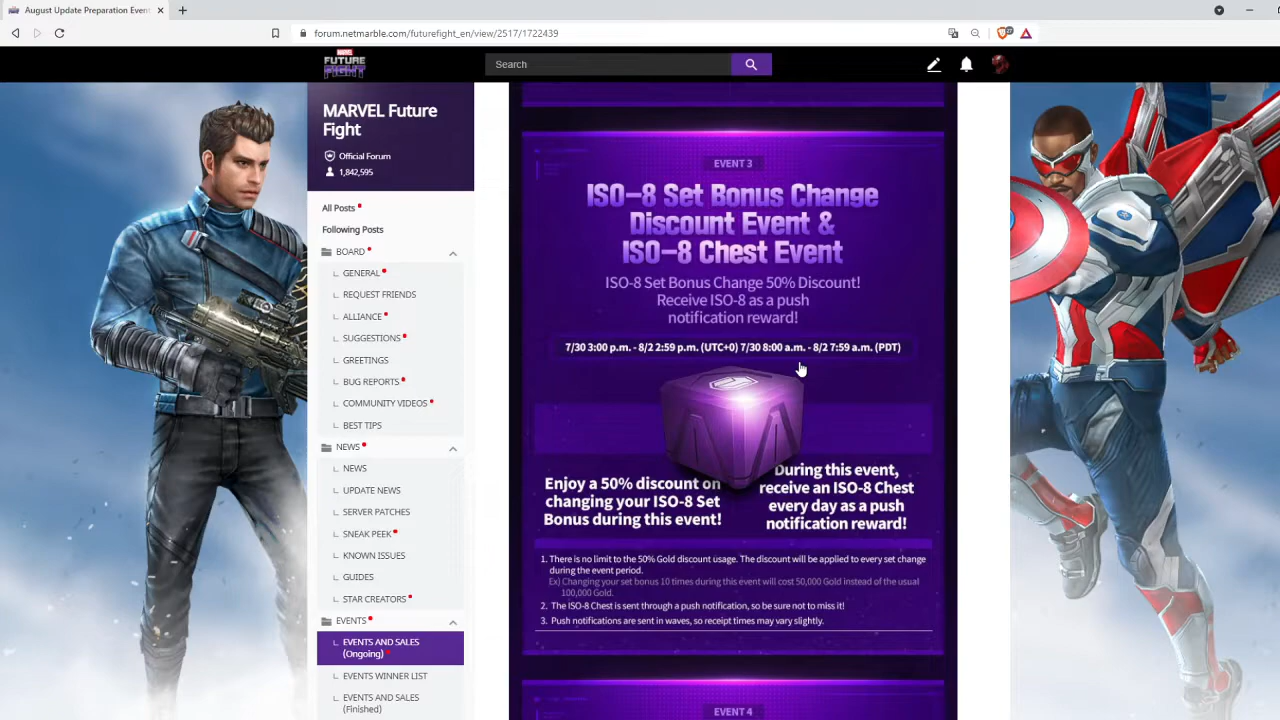 August Update Preparation Event
forum.netmarble.com/futurefight_en/view/2517/1722439
MARVEL
FUTURE
FIGHT
Search
MARVEL Future
Fight
Official Forum
1,842,595
All Posts
Following Posts
BOARD
GENERAL
REQUEST FRIENDS
ALLIANCE
SUGGESTIONS
GREETINGS
BUG REPORTS
COMMUNITY VIDEOS
BEST TIPS
NEWS
NEWS
UPDATE NEWS
SERVER PATCHES
SNEAK PEEK
KNOWN ISSUES
GUIDES
STAR CREATORS
EVENTS
EVENTS AND SALES
(Ongoing)
EVENTS WINNER LIST
EVENTS AND SALES
(Finished)
EVENT 3
ISO-8 Set Bonus Change
Discount Event &
ISO-8 Chest Event
ISO-8 Set Bonus Change 50% Discount!
Receive ISO-8 as a push
notification reward!
7/30 3:00 p.m. - 8/2 2:59 p.m. (UTC+0) 7/30 8:00 a.m. - 8/2 7:59 a.m. (PDT)
Enjoy a 50% discount on
changing your ISO-8 Set
Bonus during this event!
During this event,
receive an ISO-8 Chest
every day as a push
notification reward!
1. There is no limit to the 50% Gold discount usage. The discount will be applied to every set change
during the event period.
Ex) Changing your set bonus 10 times during this event will cost 50,000 Gold instead of the usual
100,000 Gold.
2. The ISO-8 Chest is sent through a push notification, so be sure not to miss it!
3. Push notifications are sent in waves, so receipt times may vary slightly.
EVENT 4